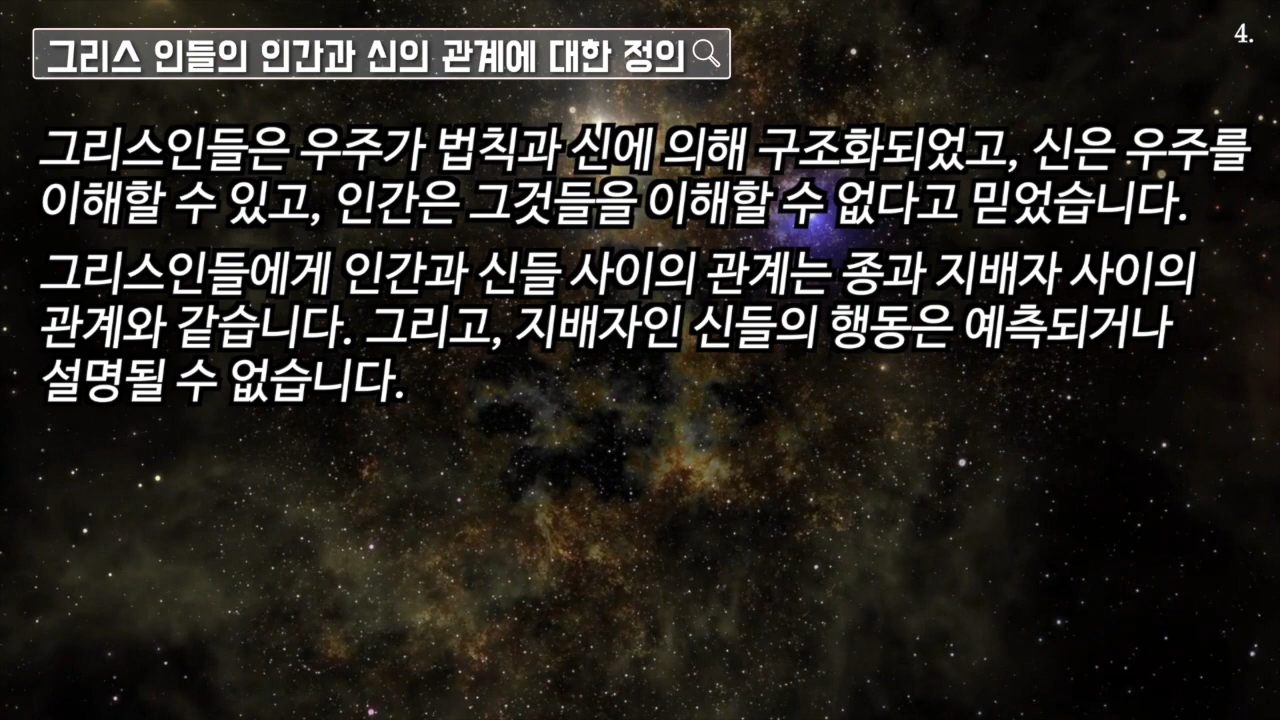 그리스 인들의 인간과 신의 관계에 대한 정의
4.
그리스인들은 우주가 법칙과 신에 의해 구조화되었고, 신은 우주를
이해할 수 있고, 인간은 그것들을 이해할 수 없다고 믿었습니다.
그리스인들에게 인간과 신들 사이의 관계는 종과 지배자 사이의
관계와 같습니다. 그리고, 지배자인 신들의 행동은 예측되거나
설명될 수 없습니다.